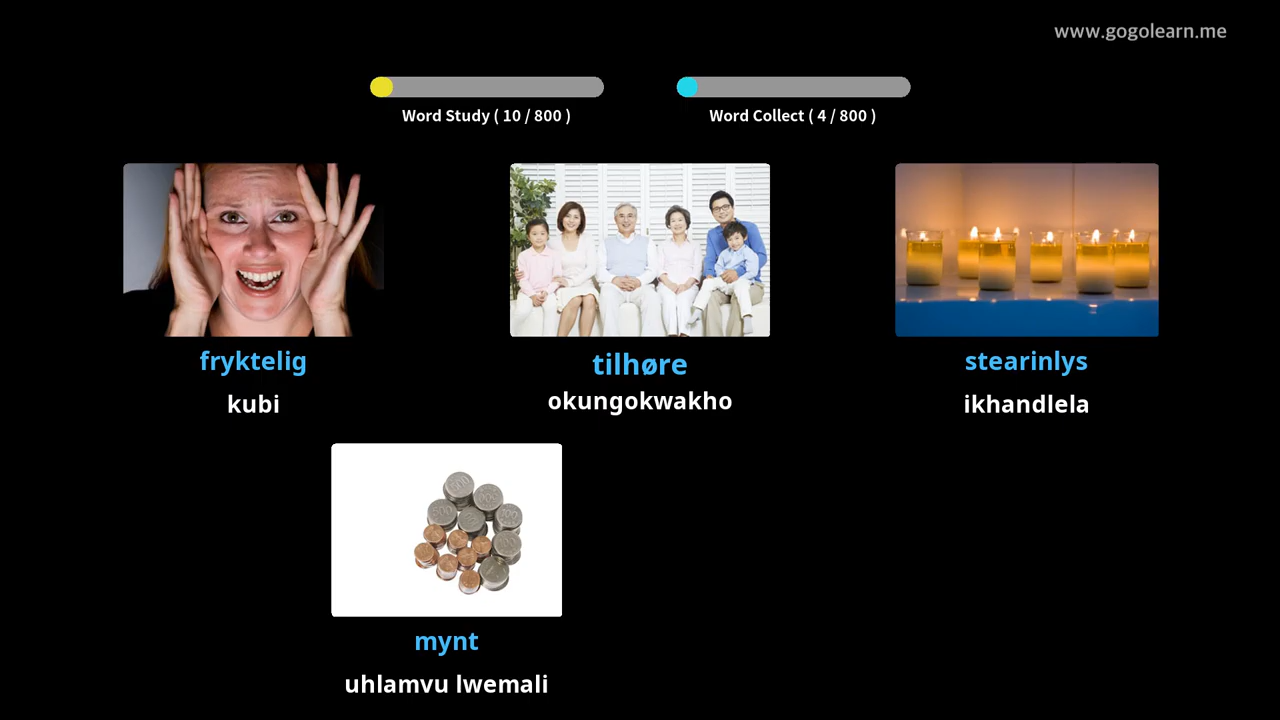 www.gogolearn.me
Word Study ( 10 / 800 )
Word Collect ( 4 / 800 )
fryktelig
kubi
tilhøre
okungokwakho
stearinlys
ikhandlela
mynt
uhlamvu lwemali